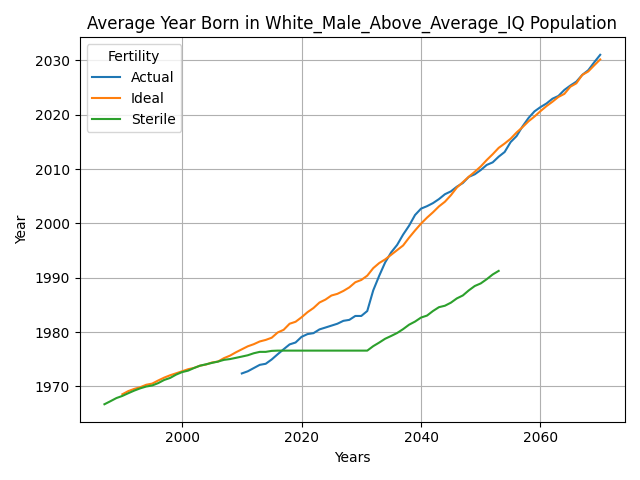 Average Year Born in White_Male_Above_Average_IQ Population
Fertility
Actual
Ideal
Sterile
2030
2020
2010
2000
1990
1980
1970
Year
2000
2020
2040
2060
Years